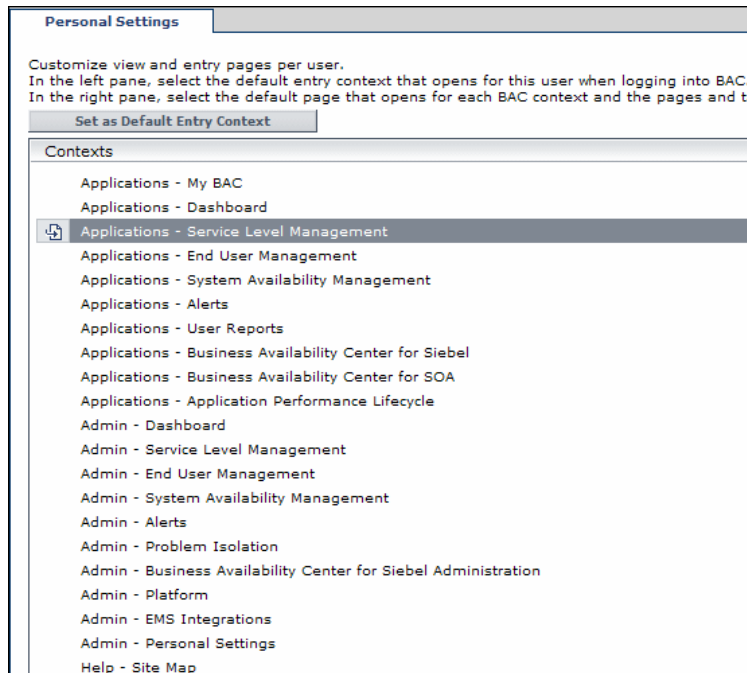 Personal Settings
Customize view and entry pages per user.
In the left pane, select the default entry context that opens for this user when logging into BAC
In the right pane, select the default page that opens for each BAC context and the pages and t
Set as Default Entry Context
Contexts
Applications - My BAC
Applications - Dashboard
Applications - Service Level Management
Applications - End User Management
Applications - System Availability Management
Applications - Alerts
Applications - User Reports
Applications - Business Availability Center for Siebel
Applications - Business Availability Center for SOA
Applications - Application Performance Lifecycle
Admin - Dashboard
Admin - Service Level Management
Admin - End User Management
Admin - System Availability Management
Admin - Alerts
Admin - Problem Isolation
Admin - Business Availability Center for Siebel Administration
Admin - Platform
Admin - EMS Integrations
Admin - Personal Settings
Help - Site Map